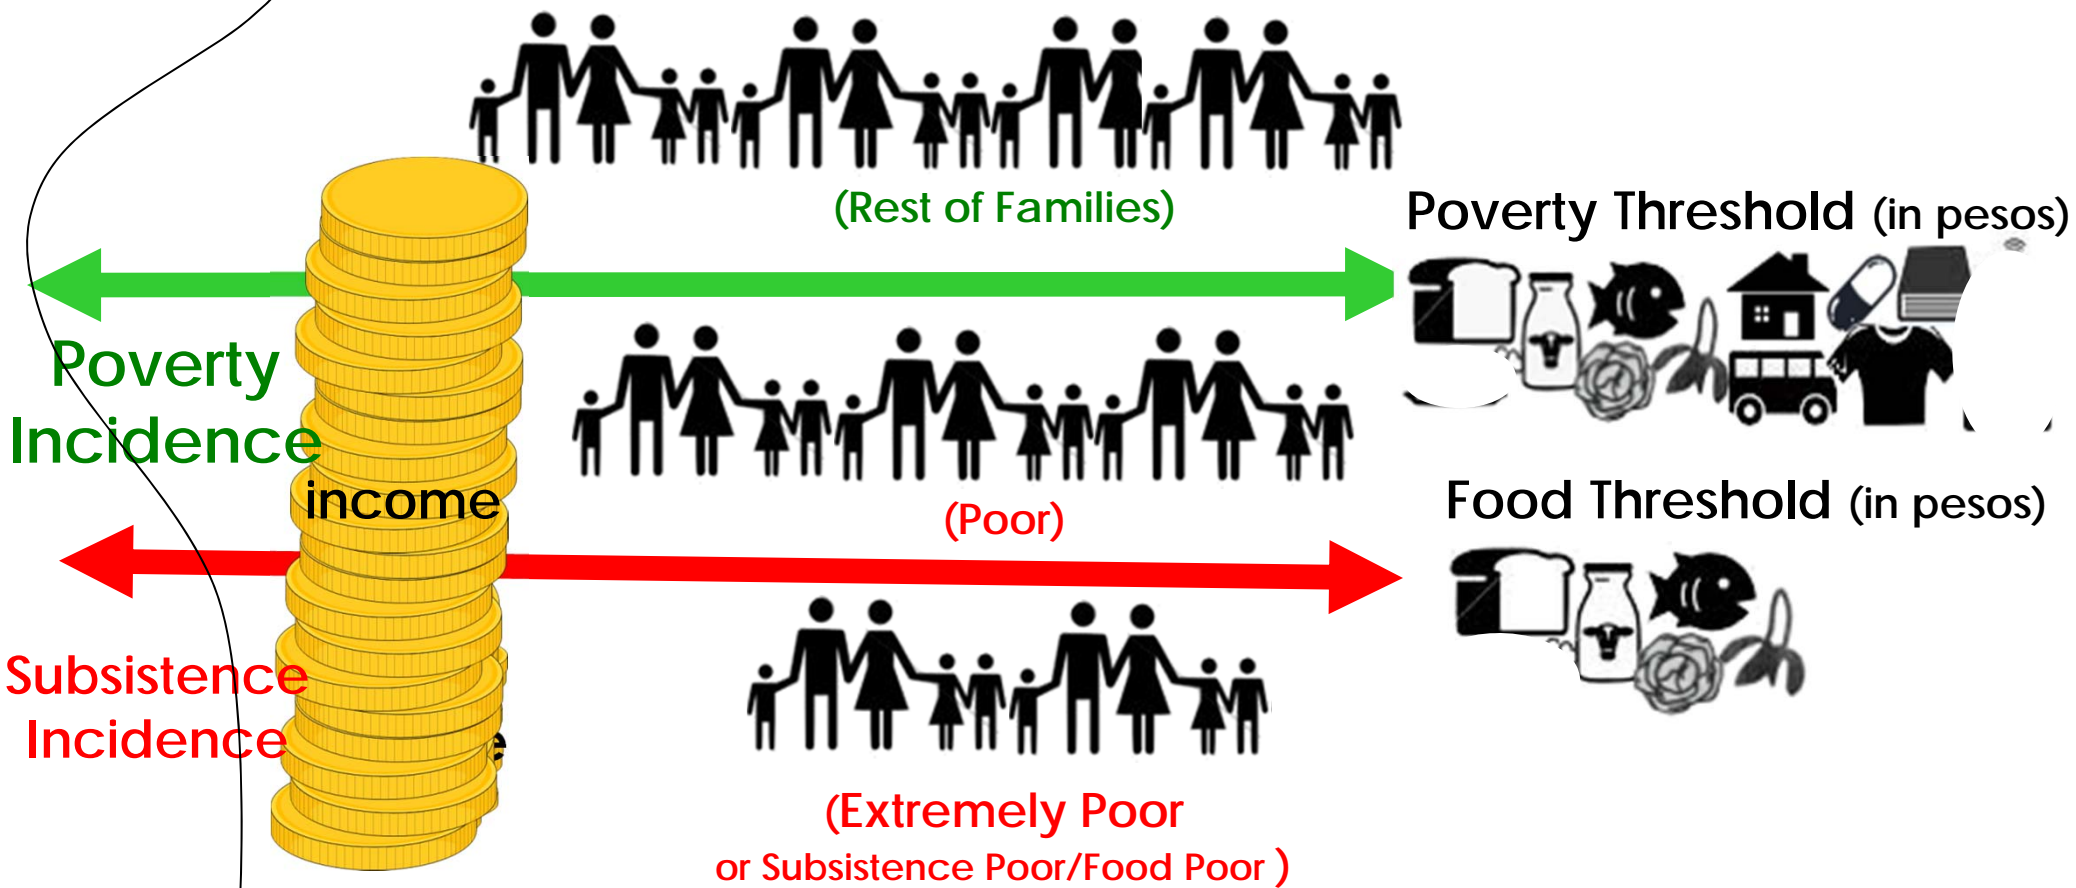 (Rest of Families)
Poverty Threshold (in pesos)
Poverty
Incidence
income
(Poor)
Food Threshold (in pesos)
Subsistence
Incidence
(Extremely Poor
or Subsistence Poor/Food Poor )